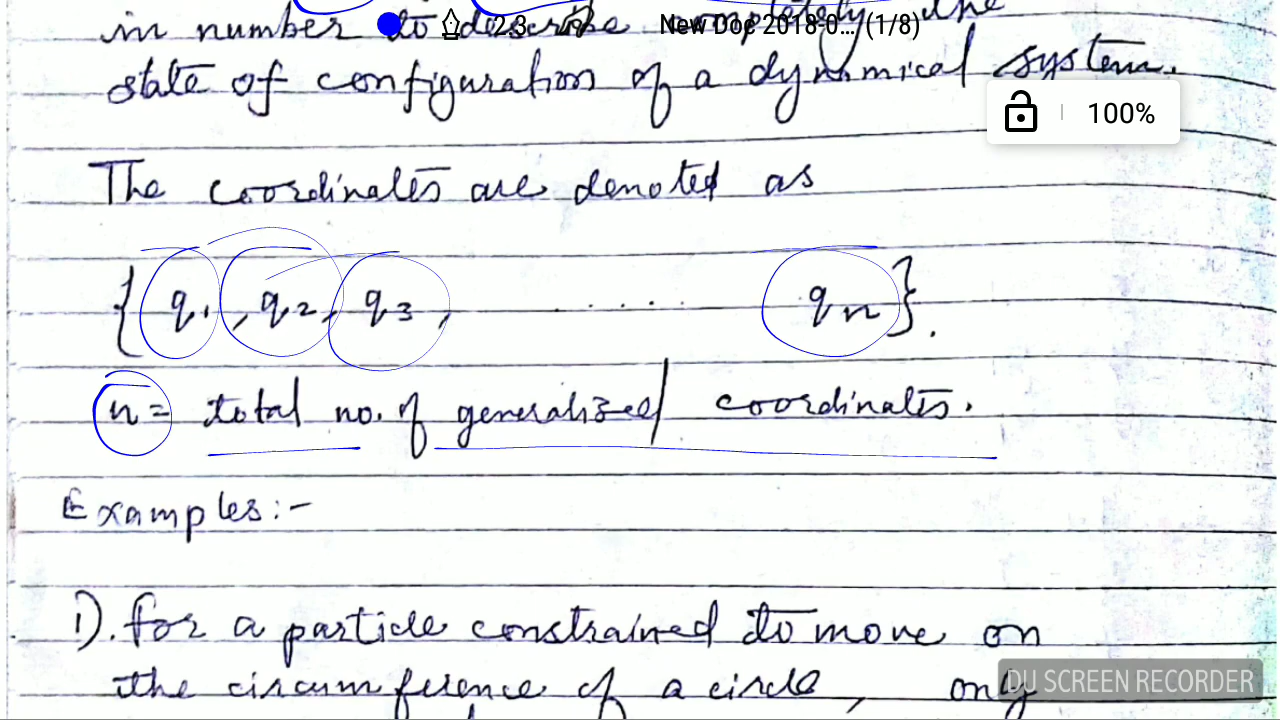 in number to describe completely the
2.3 New Doc 2018-0... (1/8)
state of configuration of a dynamical system.
100%
The coordinates are denoted as
{q1, q2, q3, . . . . . qn}.
n = total no. of generalized coordinates.
Examples:-
1). for a particle constrained to move on
the circumference of a circle, only
DU SCREEN RECORDER